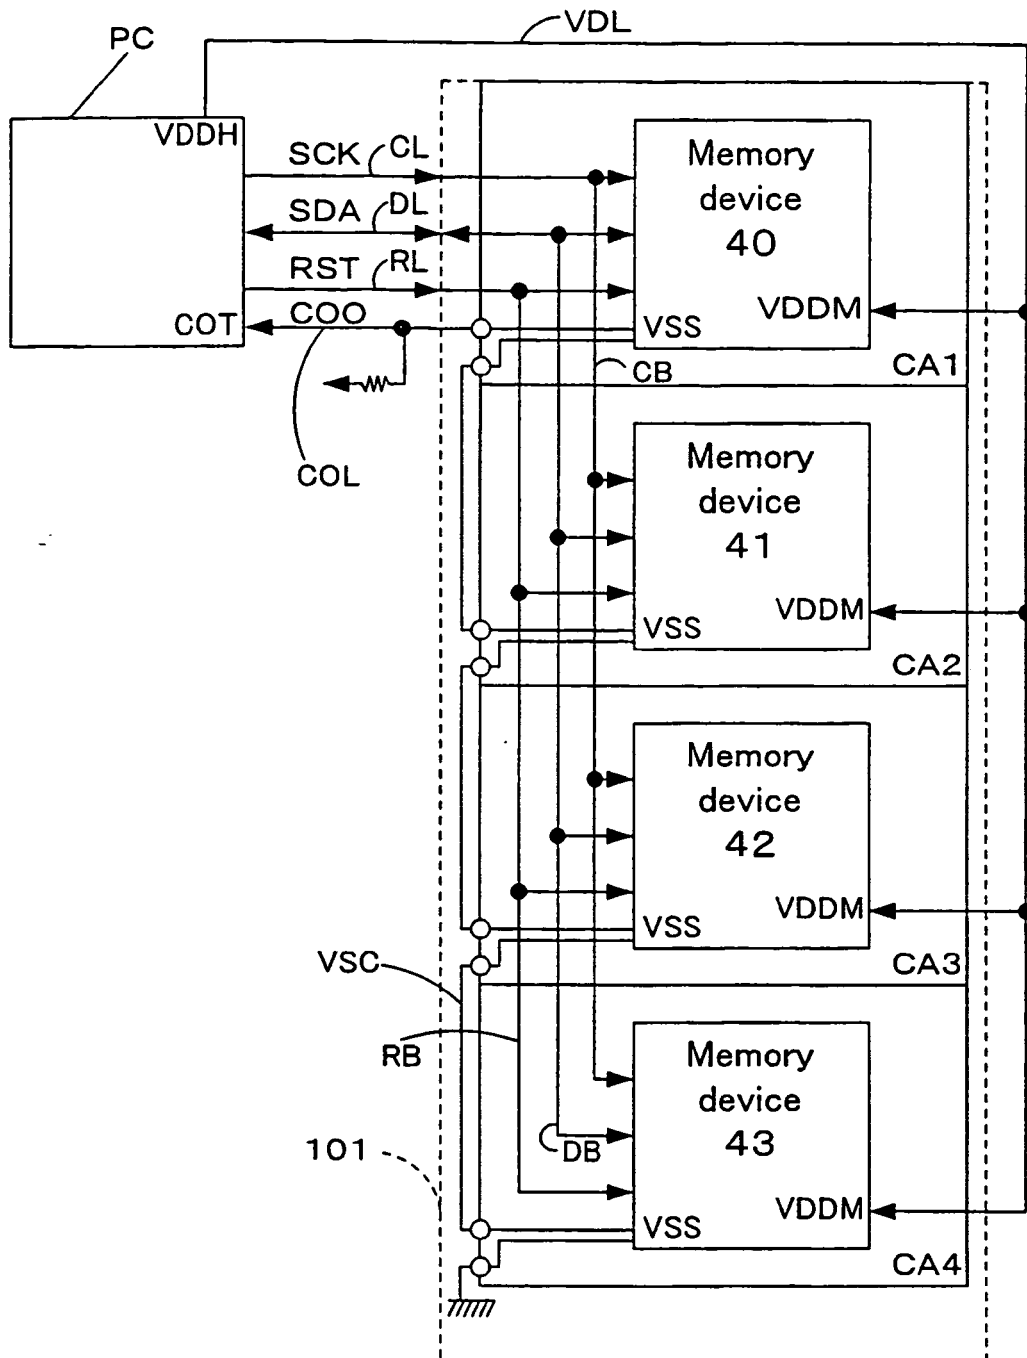 VDL
PC
VDDH
SCK
CL
SDA
DL
RST
RL
COO
COT
COL
Memory
device
40
VDDM
VSS
CA1
CB
Memory
device
41
VDDM
VSS
CA2
Memory
device
42
VDDM
VSS
CA3
VSC
RB
Memory
device
43
DB
101
VDDM
VSS
CA4